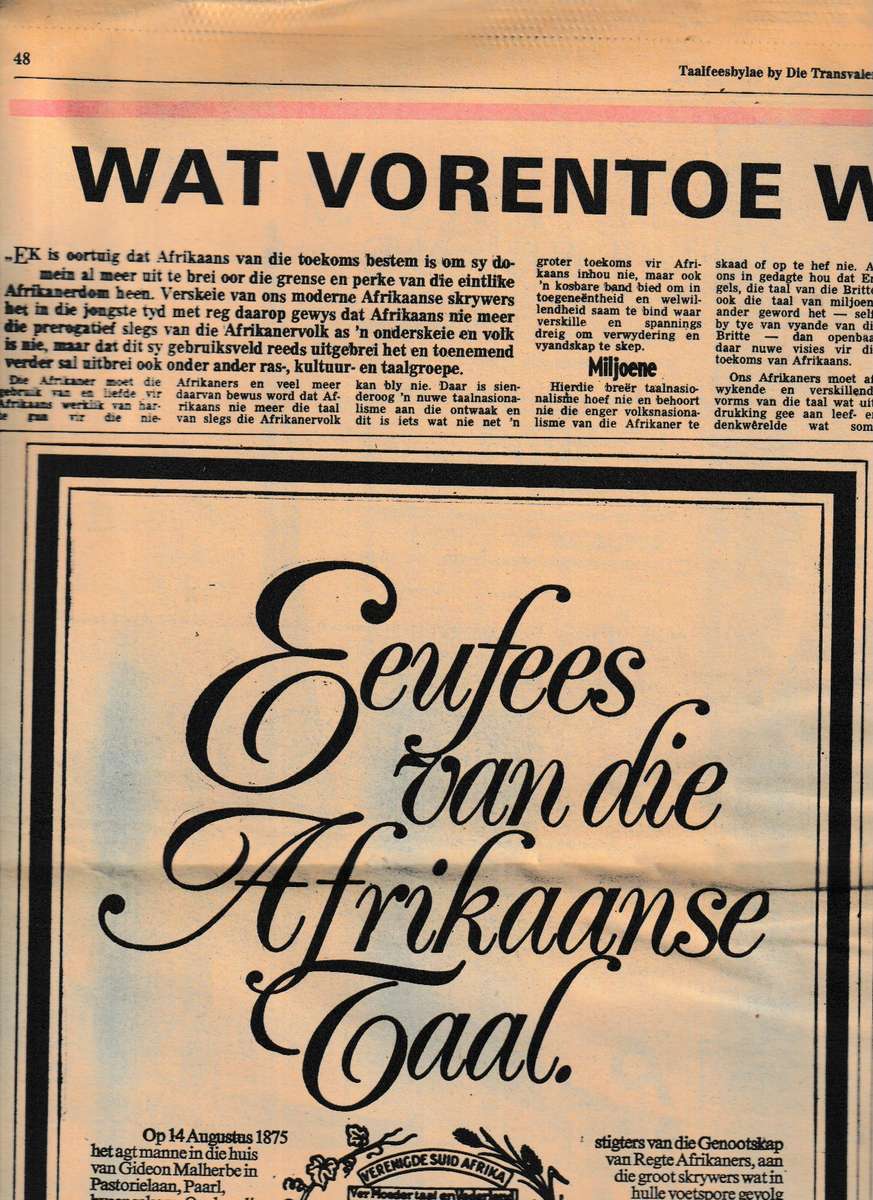 48
Taalfeesbylae by Die Transvaler
WAT VORENTOE W
„EK is oortuig dat Afrikaans van die toekoms bestem is om sy do-
mein al meer uit te brei oor die grense en perke van die eintlike
Afrikanerdom heen. Verskeie van ons moderne Afrikaanse skrywers
het in die jongste tyd met reg daarop gewys dat Afrikaans nie meer
die prerogatief slegs van die Afrikanervolk as 'n onderskeie en volk
is nie, maar dat dit sy gebruiksveld reeds uitgebrei het en toenemend
verder sal uitbrei ook onder ander ras-, kultuur- en taalgroepe.
Die Afrikaner moet die
gebruik van en liefde vir
Afrikaans werklik van har-
te gun vir die nie-
Afrikaners en veel meer
daarvan bewus word dat Af-
rikaans nie meer die taal
van slegs die Afrikanervolk
kan bly nie. Daar is sien-
deroog 'n nuwe taalnasiona-
lisme aan die ontwaak en
dit is iets wat nie net 'n
groter toekoms vir Afri-
kaans inhou nie, maar ook
'n kosbare band bied om in
toegeneëntheid en welwil-
lendheid saam te bind waar
verskille en spannings
dreig om verwydering en
vyandskap te skep.
Miljoene
Hierdie breër taalnasio-
nalisme hoef nie en behoort
nie die enger volksnasiona-
lisme van die Afrikaner te
skaad of op te hef nie. A
ons in gedagte hou dat En
gels, die taal van die Britte
ook die taal van miljoen
ander geword het — self
by tye van vyande van di
Britte — dan openbaa
daar nuwe visies vir di
toekoms van Afrikaans.
Ons Afrikaners moet af
wykende en verskillend
vorms van die taal wat uit
drukking gee aan leef- e
denkwêrelde wat som
Eeufees
van die
Afrikaanse
Taal.
Op 14 Augustus 1875
het agt manne in die huis
van Gideon Malherbe in
Pastorielaan, Paarl,
VERENIGDE SUID AFRIKA
Ver Moedertaal en Vaderland
stigters van die Genootskap
van Regte Afrikaners, aan
die groot skrywers wat in
hulle voetspore gevolg